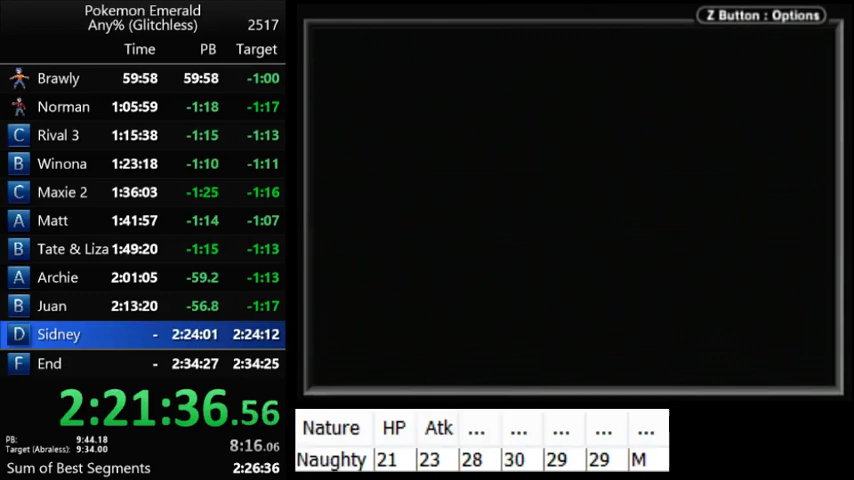 Pokemon Emerald
Any% (Glitchless) 2517
Time PB Target
Brawly 59:58 59:58 -1:00
Norman 1:05:59 -1:18 -1:17
C Rival 3 1:15:38 -1:15 -1:13
B Winona 1:23:18 -1:10 -1:11
C Maxie 2 1:36:03 -1:25 -1:16
A Matt 1:41:57 -1:14 -1:07
B Tate & Liza 1:49:20 -1:15 -1:13
A Archie 2:01:05 -59.2 -1:13
B Juan 2:13:20 -56.8 -1:17
D Sidney - 2:24:01 2:24:12
F End - 2:34:27 2:34:25
2:21:36.56
PB: 9:44.18
Target (Abraless): 9:34.00
8:16.06
Sum of Best Segments 2:26:36
Z Button : Options
Nature HP Atk ... ... ... ... ...
Naughty 21 23 28 30 29 29 M